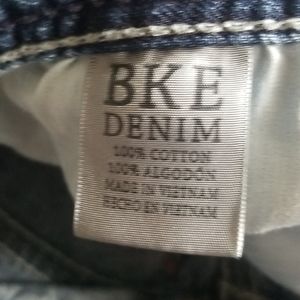 BKE
DENIM
100% COTTON
100% ALGODÓN
MADE IN VIETNAM
HECHO EN VIETNAM